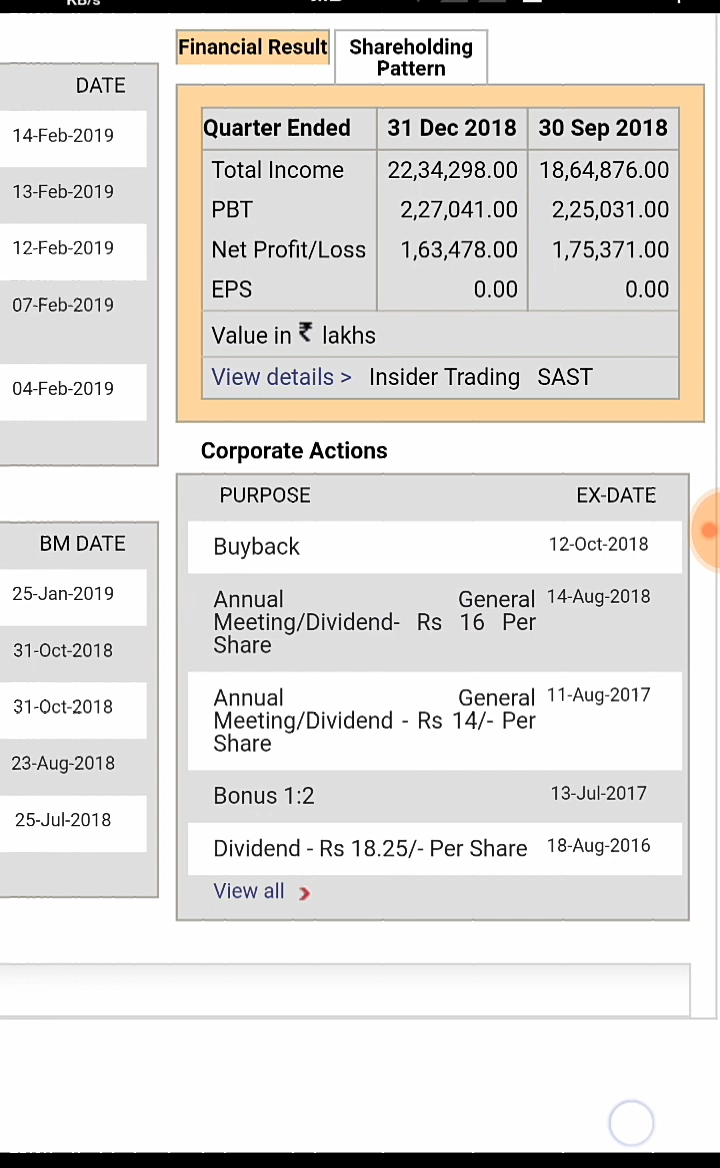 KB/s
Financial Result
Shareholding
Pattern
DATE
14-Feb-2019
13-Feb-2019
12-Feb-2019
07-Feb-2019
04-Feb-2019
Quarter Ended 31 Dec 2018 30 Sep 2018
Total Income 22,34,298.00 18,64,876.00
PBT 2,27,041.00 2,25,031.00
Net Profit/Loss 1,63,478.00 1,75,371.00
EPS 0.00 0.00
Value in ₹ lakhs
View details > Insider Trading SAST
BM DATE
25-Jan-2019
31-Oct-2018
31-Oct-2018
23-Aug-2018
25-Jul-2018
Corporate Actions
PURPOSE EX-DATE
Buyback 12-Oct-2018
Annual General 14-Aug-2018
Meeting/Dividend- Rs 16 Per
Share
Annual General 11-Aug-2017
Meeting/Dividend - Rs 14/- Per
Share
Bonus 1:2 13-Jul-2017
Dividend - Rs 18.25/- Per Share 18-Aug-2016
View all